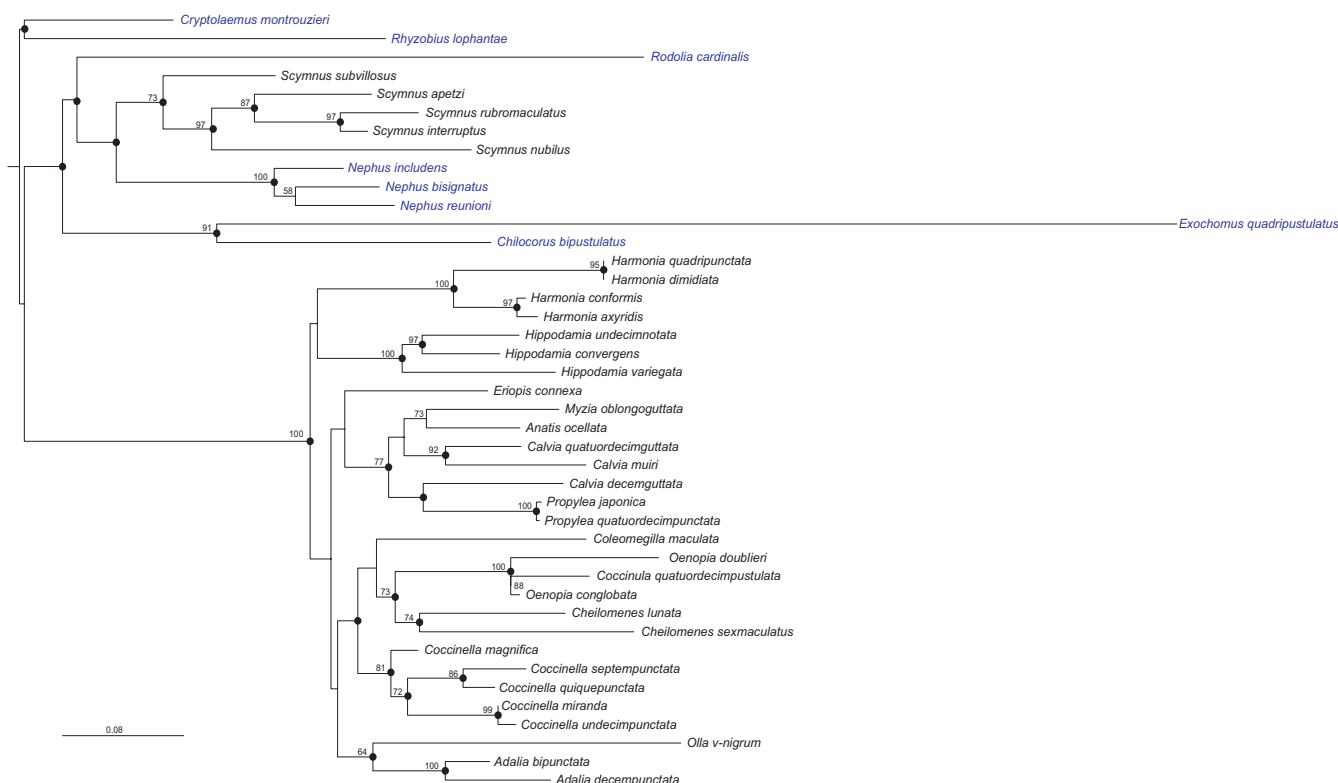 Cryptolaemus montrouzieri
Rhyzobius lophantae
Rodolia cardinalis
Scymnus subvillosus
73
Scymnus apetzi
87
Scymnus rubromaculatus
97
Scymnus interruptus
97
Scymnus nubilus
Nephus includens
100
Nephus bisignatus
58
Nephus reunioni
Exochomus quadripustulatus
91
Chilocorus bipustulatus
Harmonia quadripunctata
95
Harmonia dimidiata
100
Harmonia conformis
97
Harmonia axyridis
Hippodamia undecimnotata
97
Hippodamia convergens
100
Hippodamia variegata
Eriopis connexa
Myzia oblongoguttata
73
Anatis ocellata
100
Calvia quatuordecimguttata
92
Calvia muiri
77
Calvia decemguttata
Propylea japonica
100
Propylea quatuordecimpunctata
Coleomegilla maculata
Oenopia doublieri
100
Coccinula quatuordecimpustulata
88
Oenopia conglobata
73
Cheilomenes lunata
74
Cheilomenes sexmaculatus
Coccinella magnifica
81
Coccinella septempunctata
86
Coccinella quiquepunctata
72
Coccinella miranda
99
Coccinella undecimpunctata
0.08
Olla v-nigrum
64
Adalia bipunctata
100
Adalia decempunctata